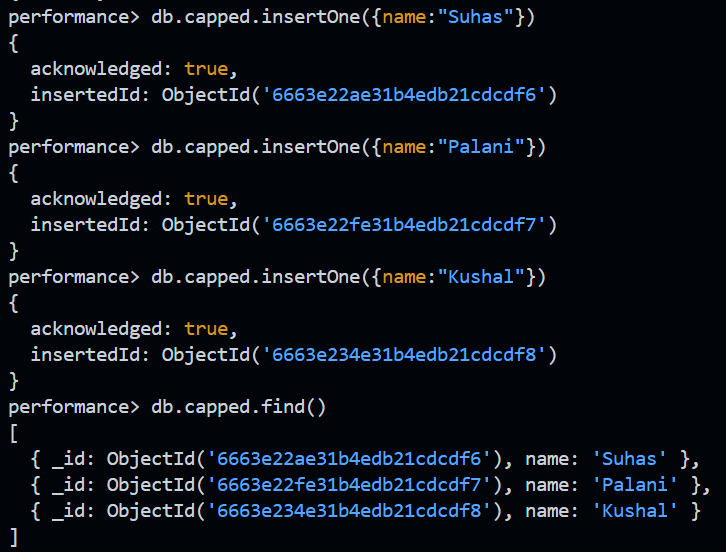 performance> db.capped.insertOne({name:"Suhas"})
{
  acknowledged: true,
  insertedId: ObjectId('6663e22ae31b4edb21cdcdf6')
}
performance> db.capped.insertOne({name:"Palani"})
{
  acknowledged: true,
  insertedId: ObjectId('6663e22fe31b4edb21cdcdf7')
}
performance> db.capped.insertOne({name:"Kushal"})
{
  acknowledged: true,
  insertedId: ObjectId('6663e234e31b4edb21cdcdf8')
}
performance> db.capped.find()
[
  { _id: ObjectId('6663e22ae31b4edb21cdcdf6'), name: 'Suhas' },
  { _id: ObjectId('6663e22fe31b4edb21cdcdf7'), name: 'Palani' },
  { _id: ObjectId('6663e234e31b4edb21cdcdf8'), name: 'Kushal' }
]